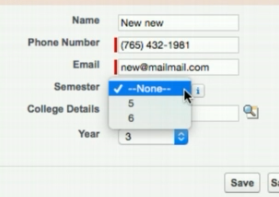 Name New new
Phone Number (765) 432-1981
Email new@mailmail.com
Semester ✓ --None-- i
5
College Details
6
Year 3
Save Sa